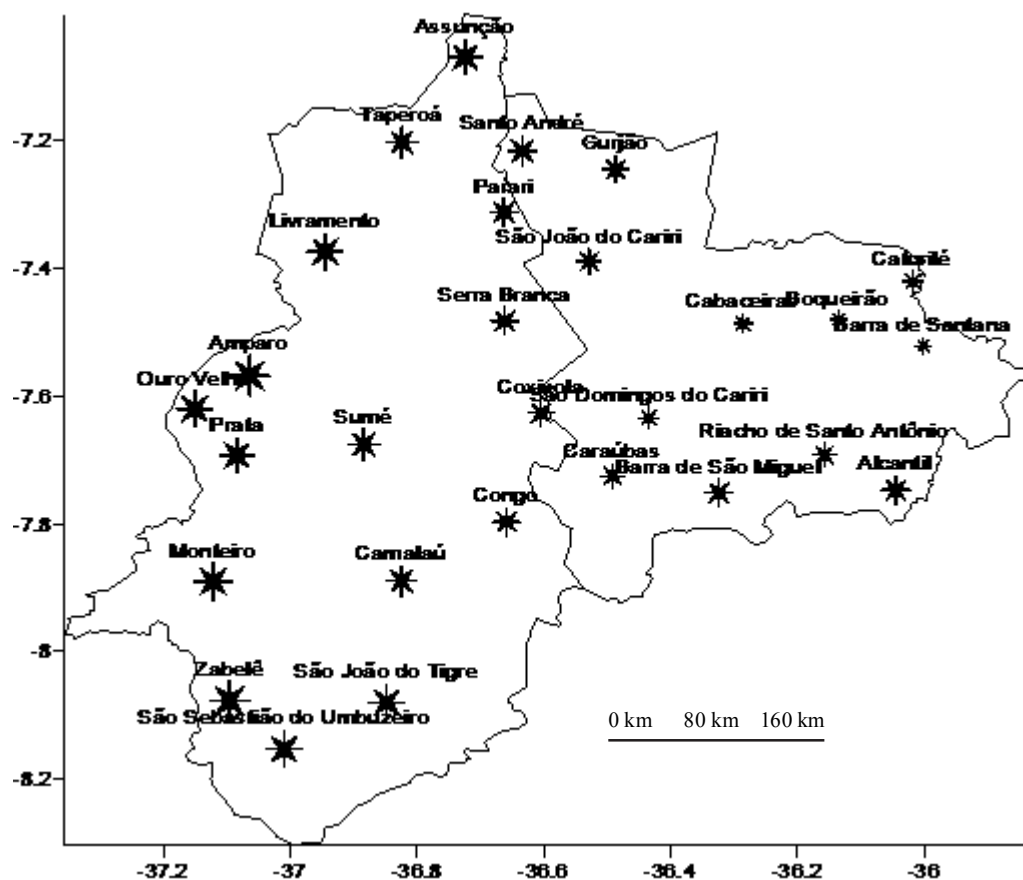 Assunção
-7.2
Taperoá
Santo André
Gurjão
Parari
Livramento
São João do Cariri
-7.4
Serra Branca
Caturité
Cabaceiras
Boqueirão
Barra de Santana
Amparo
Ouro Velho
-7.6
Coxixola
São Domingos do Cariri
Prata
Sumé
Riacho de Santo Antônio
Caraúbas
Barra de São Miguel
Alcantil
-7.8
Congo
Monteiro
Camalaú
-8
Zabelê
São João do Tigre
São Sebastião do Umbuzeiro
0 km 80 km 160 km
-8.2
-37.2 -37 -36.8 -36.6 -36.4 -36.2 -36